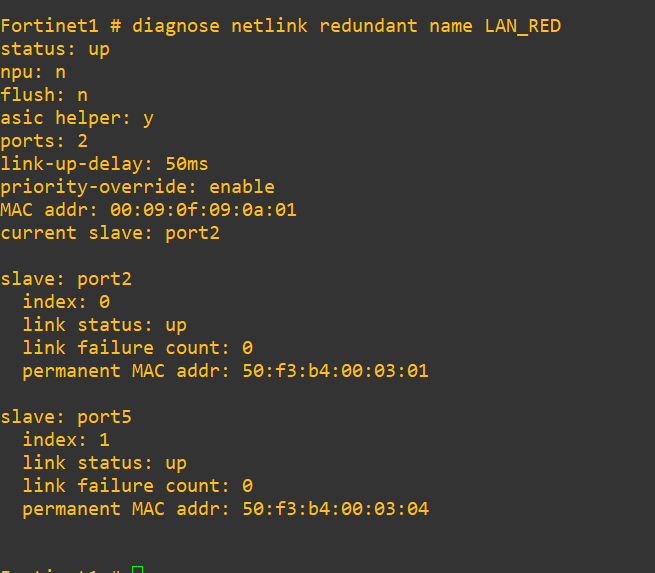 Fortinet1 # diagnose netlink redundant name LAN_RED
status: up
npu: n
flush: n
asic helper: y
ports: 2
link-up-delay: 50ms
priority-override: enable
MAC addr: 00:09:0f:09:0a:01
current slave: port2
slave: port2
index: 0
link status: up
link failure count: 0
permanent MAC addr: 50:f3:b4:00:03:01
slave: port5
index: 1
link status: up
link failure count: 0
permanent MAC addr: 50:f3:b4:00:03:04
Fortinet1 #